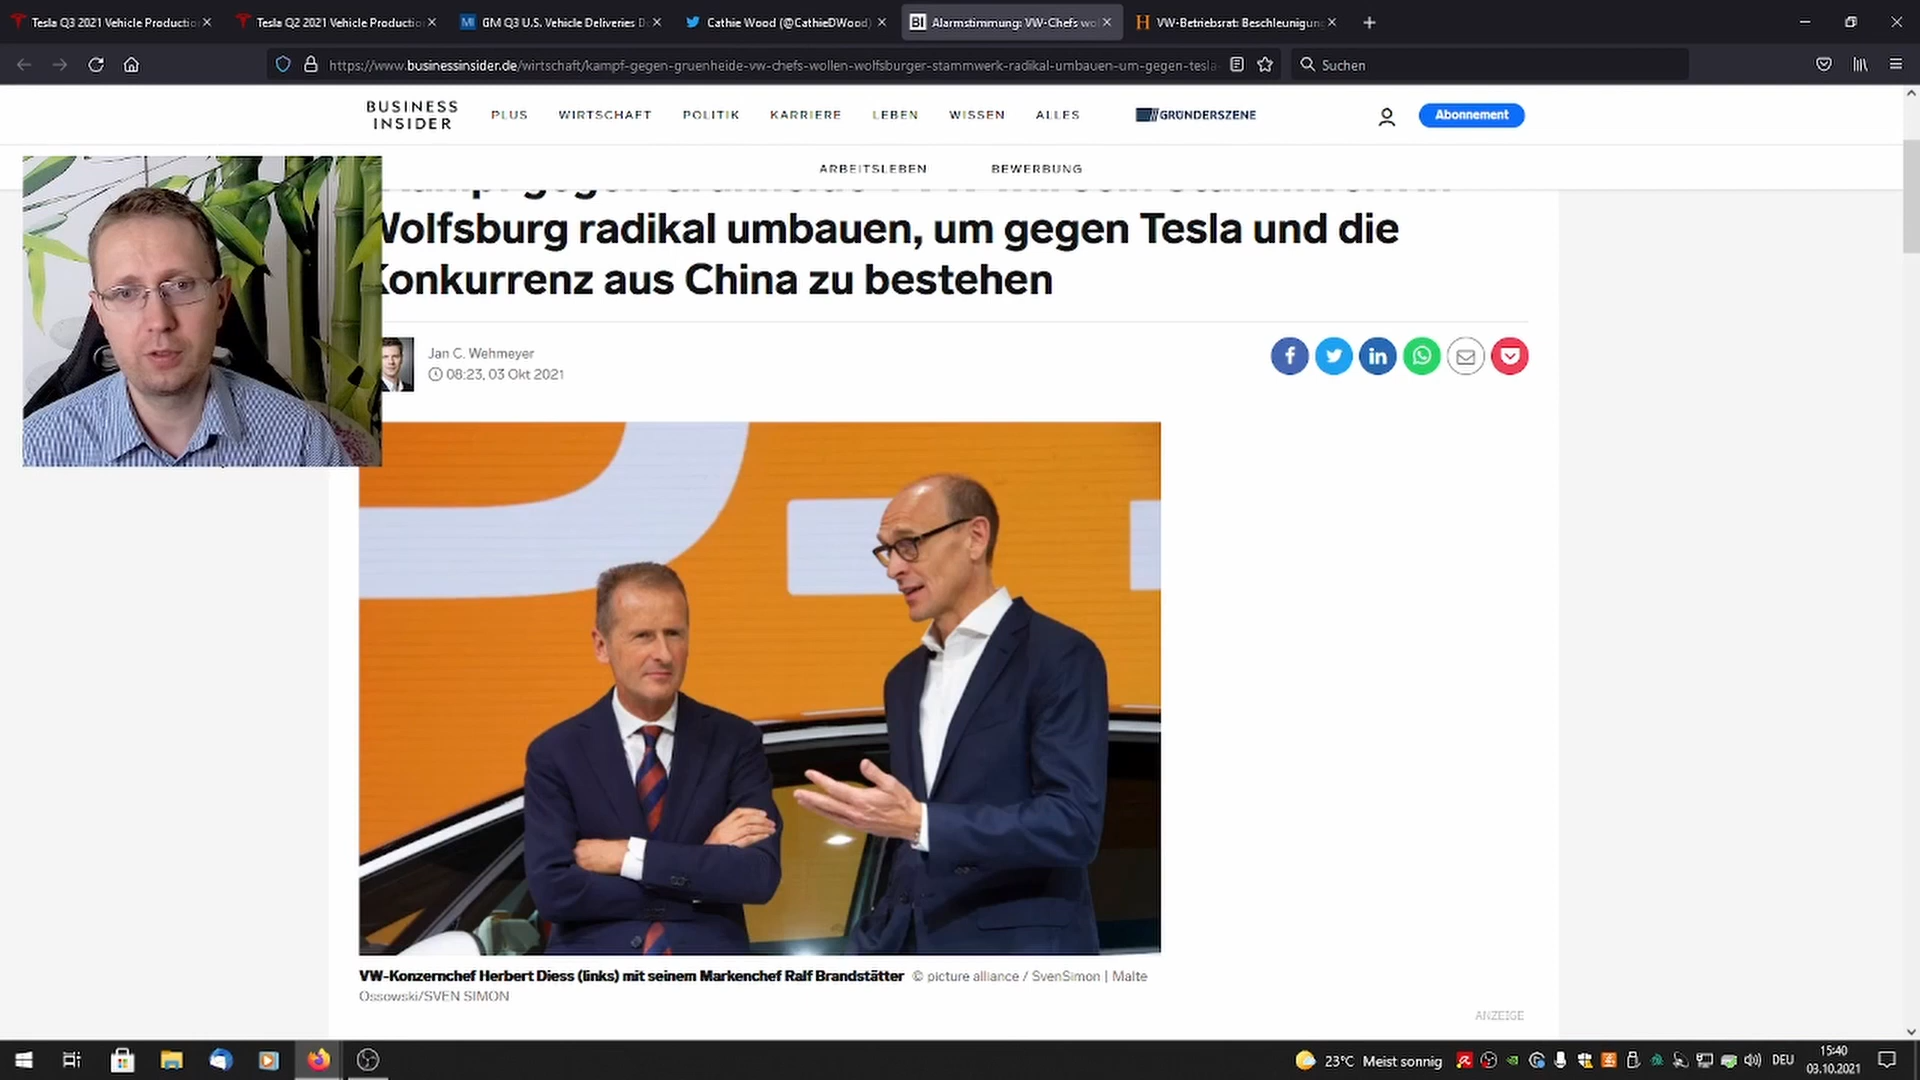 Tesla Q3 2021 Vehicle Productio
Tesla Q2 2021 Vehicle Productio
GM Q3 U.S. Vehicle Deliveries D
Cathie Wood (@CathieDWood)
BI Alarmstimmung: VW-Chefs wo
VW-Betriebsrat: Beschleunigun
https://www.businessinsider.de/wirtschaft/kampf-gegen-gruenheide-vw-chefs-wollen-wolfsburger-stammwerk-radikal-umbauen-um-gegen-tesla
Suchen
BUSINESS
INSIDER
PLUS WIRTSCHAFT POLITIK KARRIERE LEBEN WISSEN ALLES
GRÜNDERSZENE
Abonnement
ARBEITSLEBEN BEWERBUNG
Wolfsburg radikal umbauen, um gegen Tesla und die
Konkurrenz aus China zu bestehen
Jan C. Wehmeyer
08:23, 03 Okt 2021
VW-Konzernchef Herbert Diess (links) mit seinem Markenchef Ralf Brandstätter © picture alliance / SvenSimon | Malte
Ossowski/SVEN SIMON
ANZEIGE
23°C Meist sonnig
DEU
15:40
03.10.2021